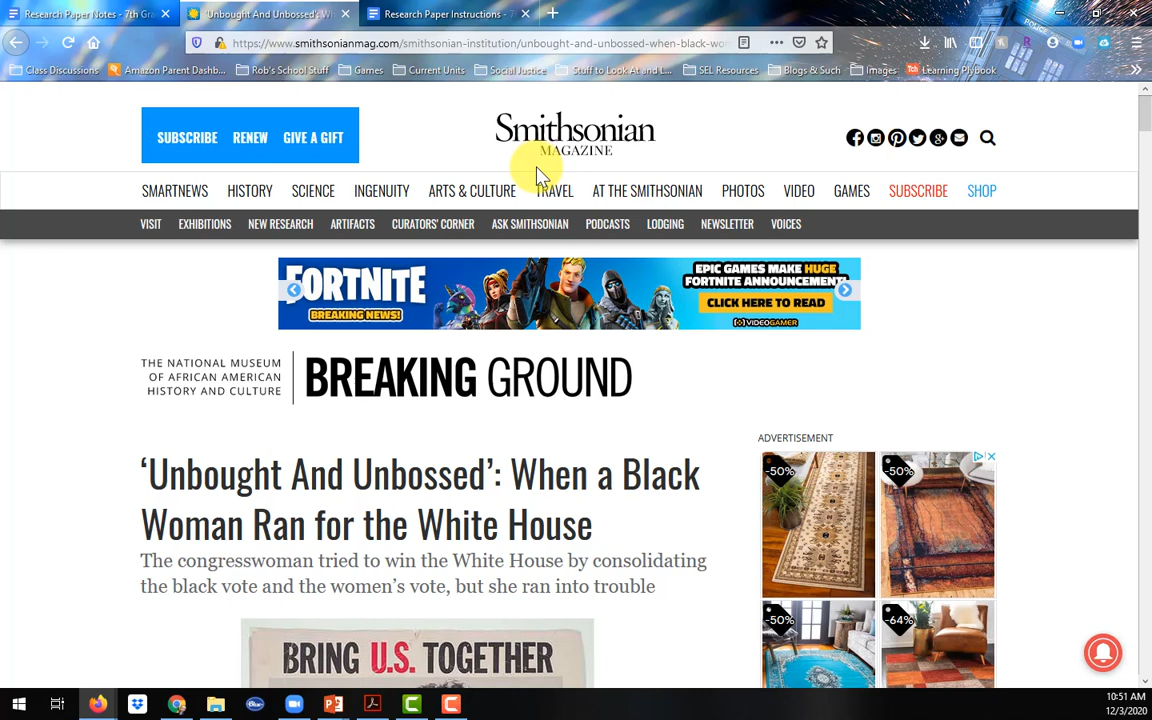 Research Paper Notes - 7th Gra
'Unbought And Unbossed': W
Research Paper Instructions - 7
https://www.smithsonianmag.com/smithsonian-institution/unbought-and-unbossed-when-black-wor
Class Discussions
Amazon Parent Dashb...
Rob's School Stuff
Games
Current Units
Social Justice
Stuff to Look At and L...
SEL Resources
Blogs & Such
Images
Learning PlyBook
SUBSCRIBE RENEW GIVE A GIFT
Smithsonian
MAGAZINE
SMARTNEWS HISTORY SCIENCE INGENUITY ARTS & CULTURE TRAVEL AT THE SMITHSONIAN PHOTOS VIDEO GAMES SUBSCRIBE SHOP
VISIT EXHIBITIONS NEW RESEARCH ARTIFACTS CURATORS' CORNER ASK SMITHSONIAN PODCASTS LODGING NEWSLETTER VOICES
FORTNITE
BREAKING NEWS!
EPIC GAMES MAKE HUGE
FORTNITE ANNOUNCEMENT!
CLICK HERE TO READ
VIDEOGAMER
THE NATIONAL MUSEUM
OF AFRICAN AMERICAN
HISTORY AND CULTURE
BREAKING GROUND
ADVERTISEMENT
'Unbought And Unbossed': When a Black
Woman Ran for the White House
The congresswoman tried to win the White House by consolidating
the black vote and the women's vote, but she ran into trouble
BRING U.S. TOGETHER
-50%
-50%
-50%
-64%
10:51 AM
12/3/2020